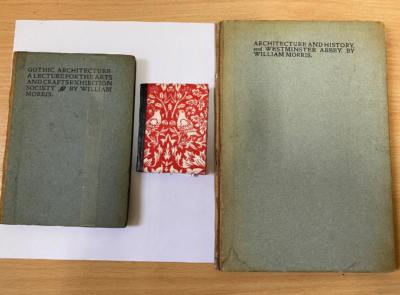 GOTHIC ARCHITECTURE:
A LECTURE FOR THE ARTS
AND CRAFTS EXHIBITION
SOCIETY BY WILLIAM
MORRIS.
ARCHITECTURE AND HISTORY,
and WESTMINSTER ABBEY. BY
WILLIAM MORRIS.